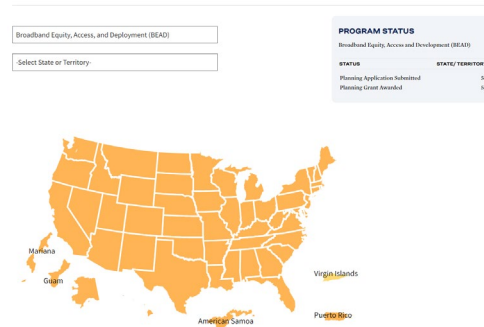 Broadband Equity, Access, and Deployment (BEAD)
-Select State or Territory-
PROGRAM STATUS
Broadband Equity, Access and Development (BEAD)
STATUS STATE/TERRITOR
Planning Application Submitted
Planning Grant Awarded
Mariana
Guam
American Samoa
Virgin Islands
Puerto Rico